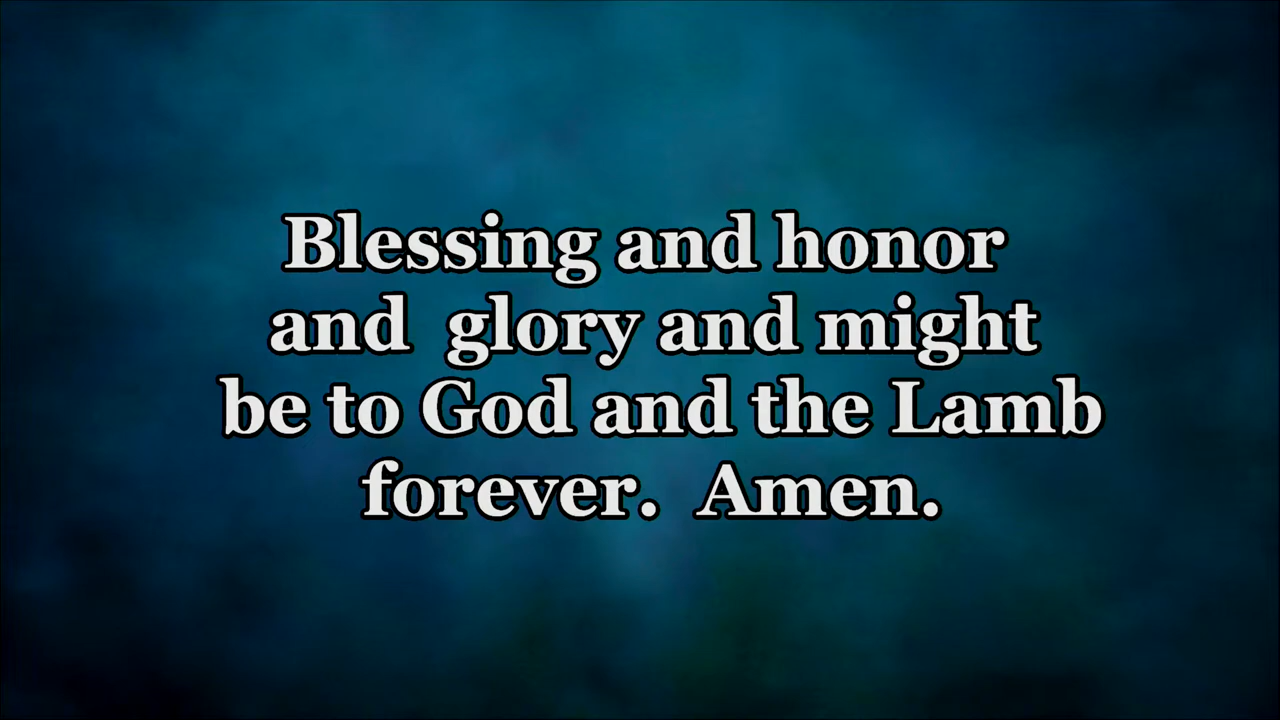 Blessing and honor
and  glory and might
be to God and the Lamb
forever.  Amen.